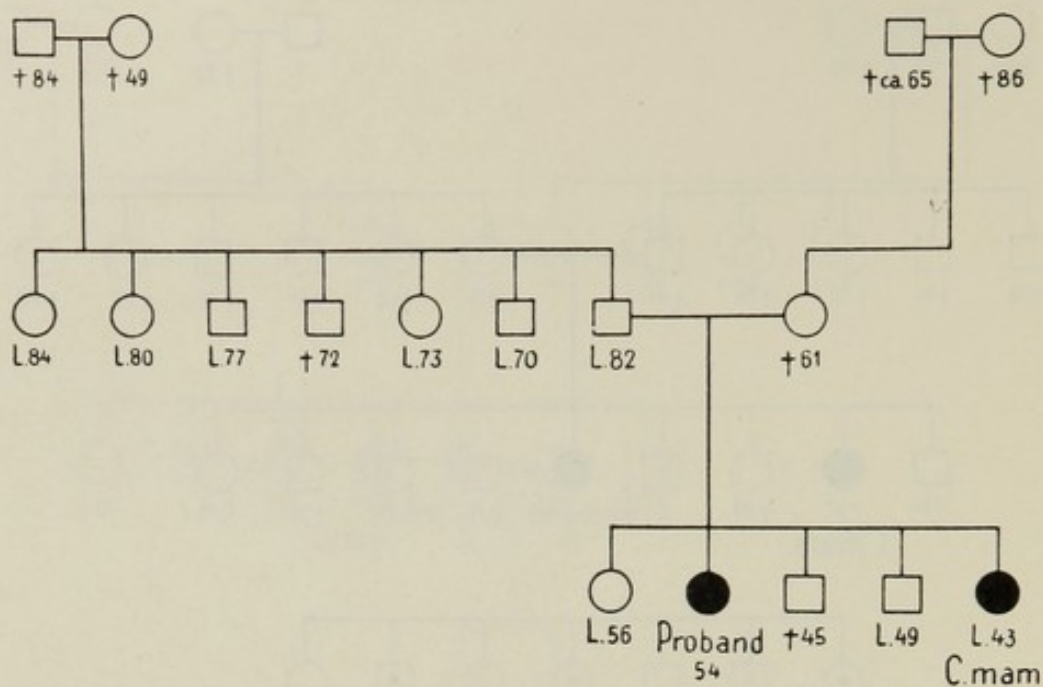 †84 †49 †ca.65 †86
L.84 L.80 L.77 †72 L.73 L.70 L.82 †61
L.56 Proband †45 L.49 L.43
54 C.mam